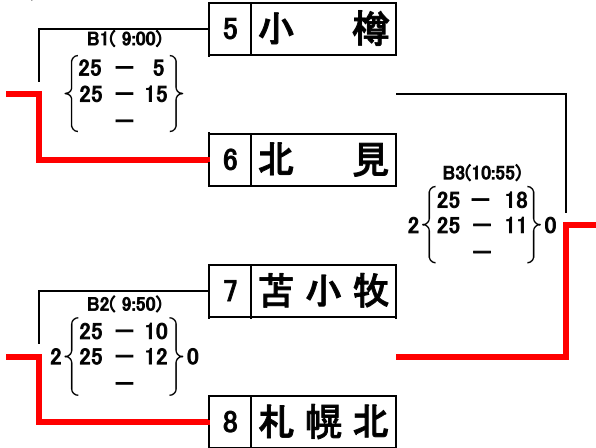 5 小 樽
B1( 9:00)
25 － 5
25 － 15
－
6 北 見
B3(10:55)
25 － 18
2 25 － 11 0
－
7 苫 小 牧
B2( 9:50)
25 － 10
2 25 － 12 0
－
8 札 幌 北